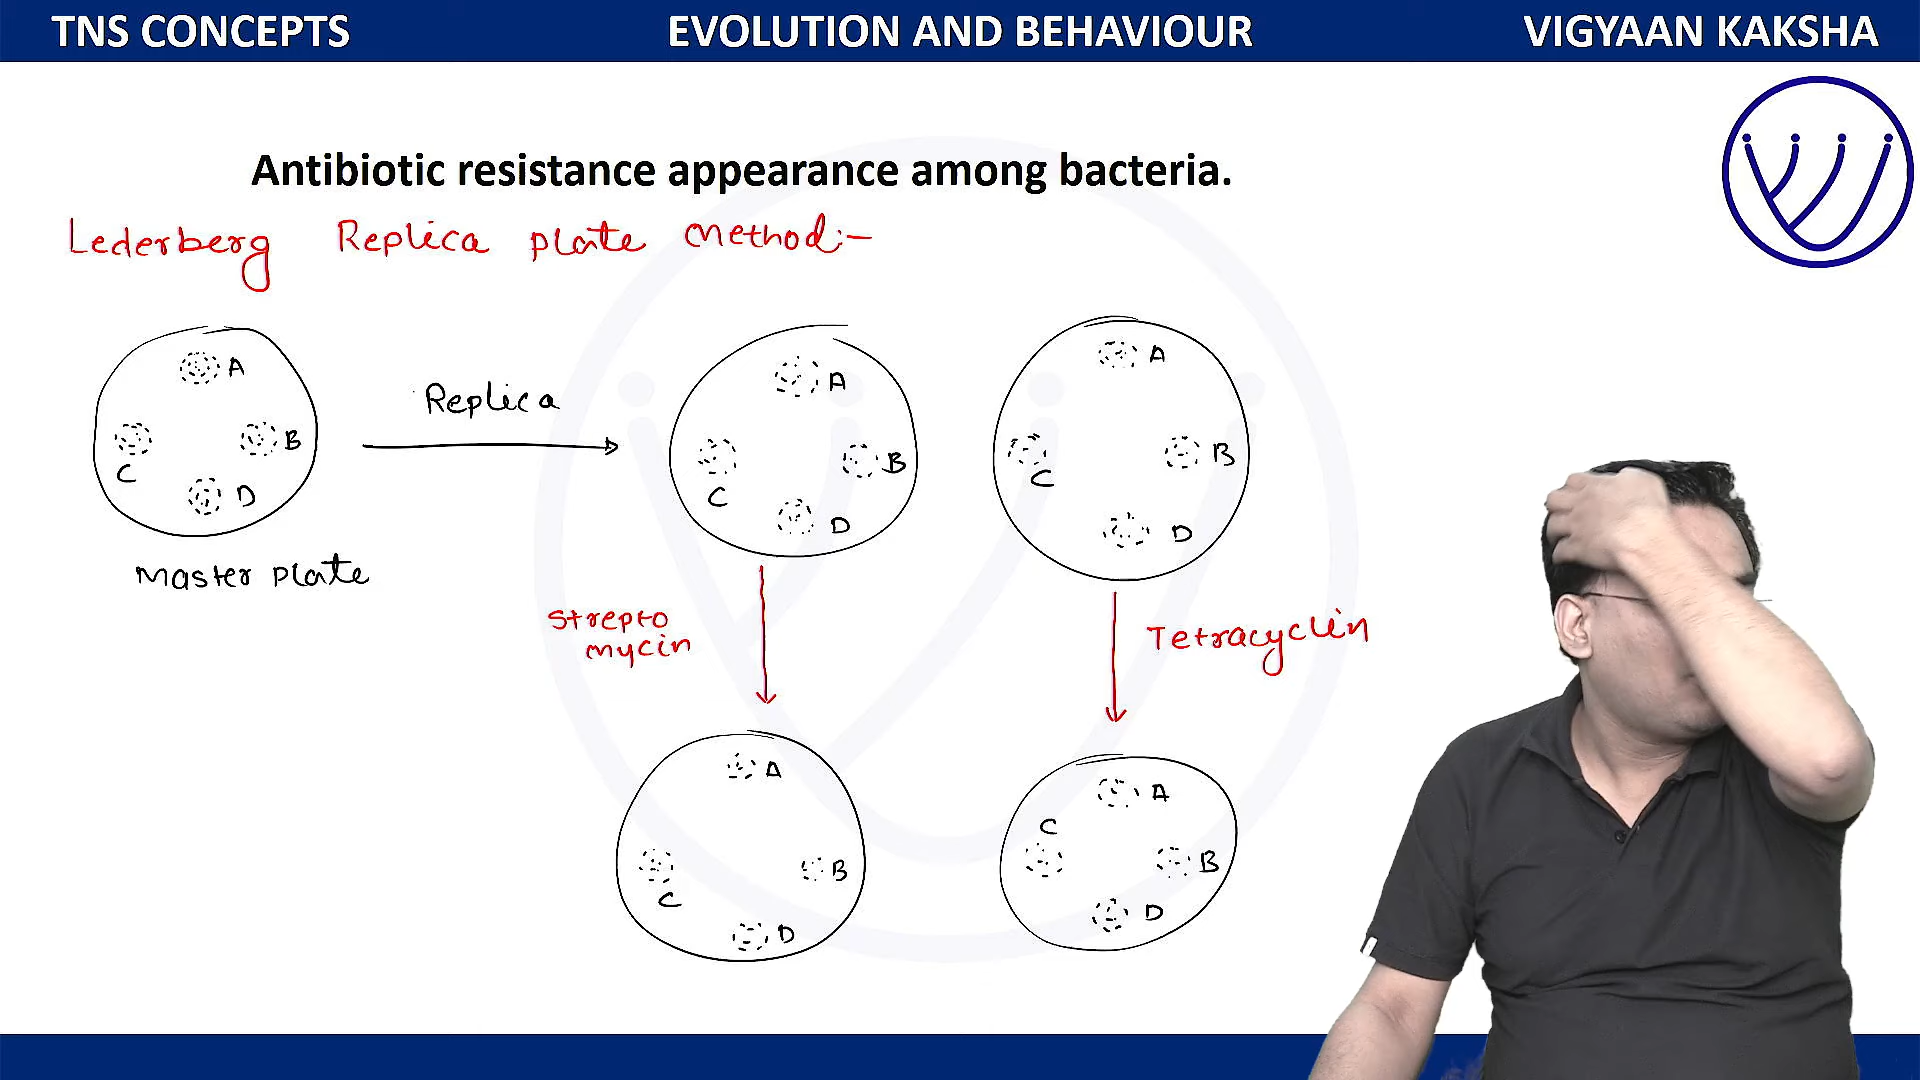 TNS CONCEPTS
EVOLUTION AND BEHAVIOUR
VIGYAAN KAKSHA
Antibiotic resistance appearance among bacteria.
Lederberg Replica plate method:-
A
B
C
D
Master plate
Replica
A
B
C
D
A
B
C
D
Strepto
mycin
Tetracyclin
A
B
C
D
A
C
B
D